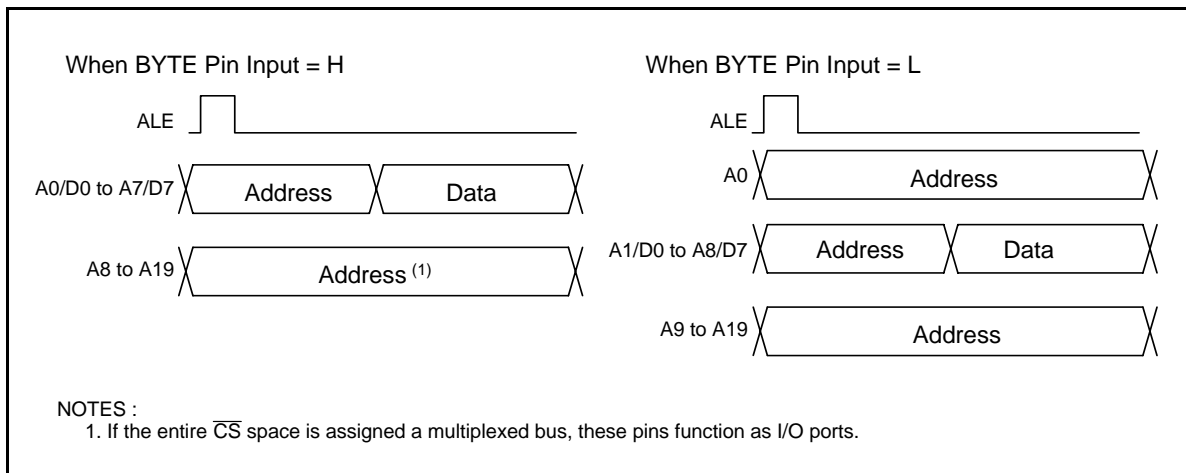 When BYTE Pin Input = H
ALE
A0/D0 to A7/D7
Address
Data
A8 to A19
Address (1)
When BYTE Pin Input = L
ALE
A0
Address
A1/D0 to A8/D7
Address
Data
A9 to A19
Address
NOTES :
1. If the entire C̅S̅ space is assigned a multiplexed bus, these pins function as I/O ports.